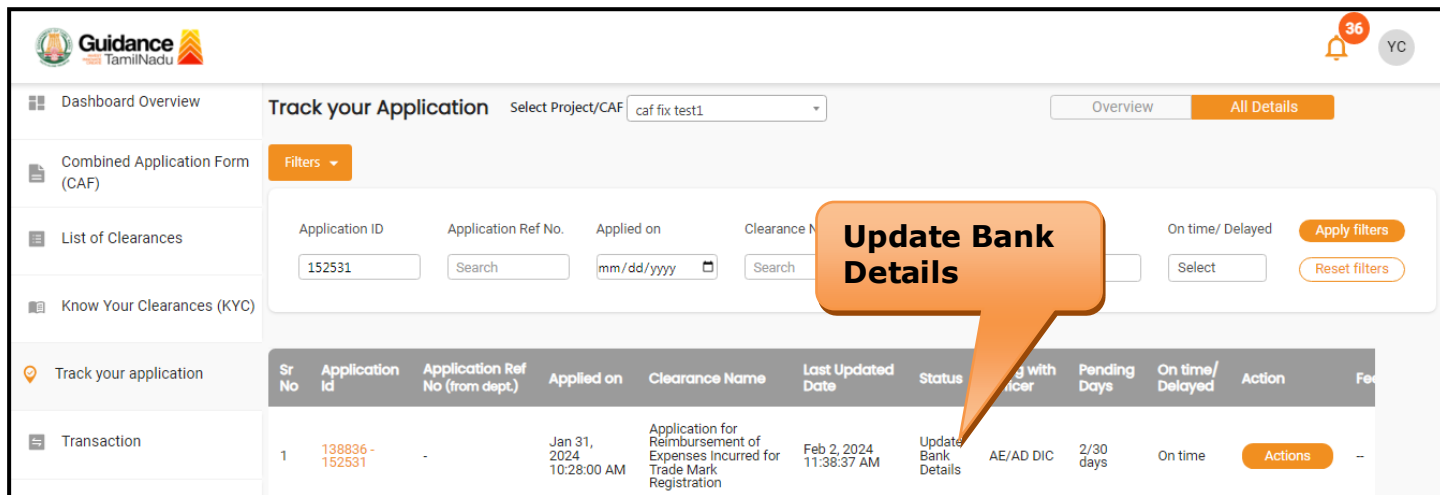 Guidance
TamilNadu
36
YC
Dashboard Overview
Track your Application
Select Project/CAF
caf fix test1
Overview
All Details
Combined Application Form
(CAF)
Filters
List of Clearances
Application ID
Application Ref No.
Applied on
Clearance N
On time/ Delayed
Apply filters
152531
Search
mm/dd/yyyy
Search
Select
Reset filters
Update Bank
Details
Know Your Clearances (KYC)
Track your application
Sr
No
Application
Id
Application Ref
No (from dept.)
Applied on
Clearance Name
Last Updated
Date
Status
g with
Pending
Days
On time/
Delayed
Action
Fee
Transaction
1
138836 -
152531
-
Jan 31,
2024
10:28:00 AM
Application for
Reimbursement of
Expenses Incurred for
Trade Mark
Registration
Feb 2, 2024
11:38:37 AM
Update
Bank
Details
AE/AD DIC
2/30
days
On time
Actions
--